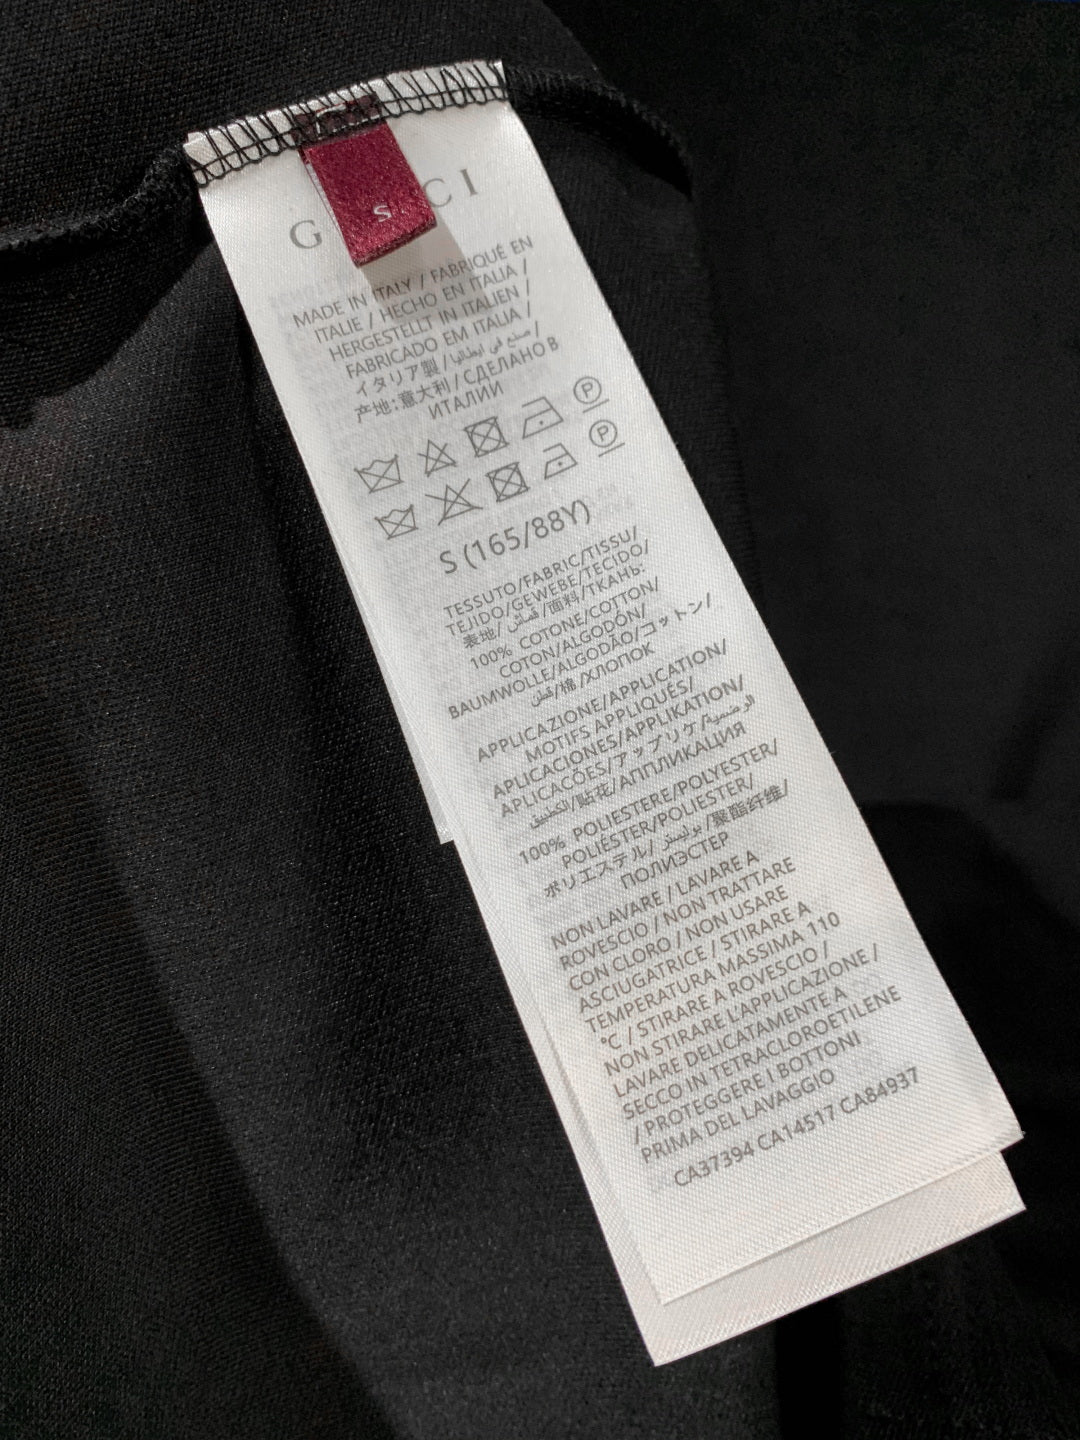 G CI
S
MADE IN ITALY / FABRIQUÉ EN
ITALIE / HECHO EN ITALIA /
HERGESTELLT IN ITALIEN /
FABRICADO EM ITALIA /
イタリア製 / صنع في ايطاليا /
产地:意大利 / СДЕЛАНО В
ИТАЛИИ
P
P
S (165/88Y)
TESSUTO/FABRIC/TISSU/
TEJIDO/GEWEBE/TECIDO/
表地/ قماش /面料/ТКАНЬ:
100% COTONE/COTTON/
COTON/ALGODÓN/
BAUMWOLLE/ALGODÃO/コットン/
قطن/棉 /ХЛОПОК
APPLICAZIONE/APPLICATION/
MOTIFS APPLIQUÉS/
APLICACIONES/APPLIKATION/
APLICAÇÕES/アップリケ/
/贴花/АППЛИКАЦИЯ
100% POLIESTERE/POLYESTER/
POLIÉSTER/POLIESTER/
ポリエステル/ بوليستر /聚酯纤维/
ПОЛИЭСТЕР
NON LAVARE / LAVARE A
ROVESCIO / NON TRATTARE
CON CLORO / NON USARE
ASCIUGATRICE / STIRARE A
TEMPERATURA MASSIMA 110
°C / STIRARE A ROVESCIO /
NON STIRARE L'APPLICAZIONE /
LAVARE DELICATAMENTE A
SECCO IN TETRACLOROETILENE
/ PROTEGGERE I BOTTONI
PRIMA DEL LAVAGGIO
CA37394 CA14517 CA84937